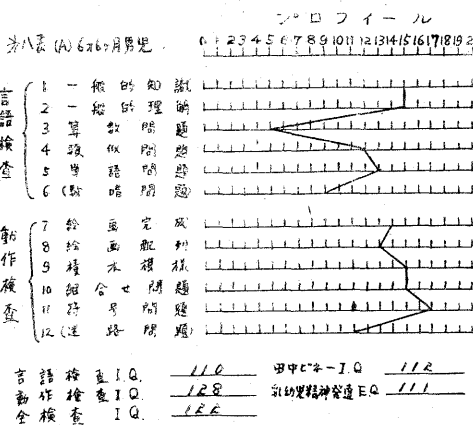 プロフィール
第八表 (A) 6才6ヶ月男児.
0 1 2 3 4 5 6 7 8 9 10 11 12 13 14 15 16 17 18 19 2
言語検査
1 一般的知識
2 一般的理解
3 算数問題
4 類似問題
5 単語問題
6 (数唱問題)
動作検査
7 絵画完成
8 絵画配列
9 積木模様
10 組合せ問題
11 符号問題
12 (迷路問題)
言語検査I.Q. 110
動作検査I.Q. 128
全検査I.Q. 122
田中ビネーI.Q 112
乳幼児精神発達E.Q 111